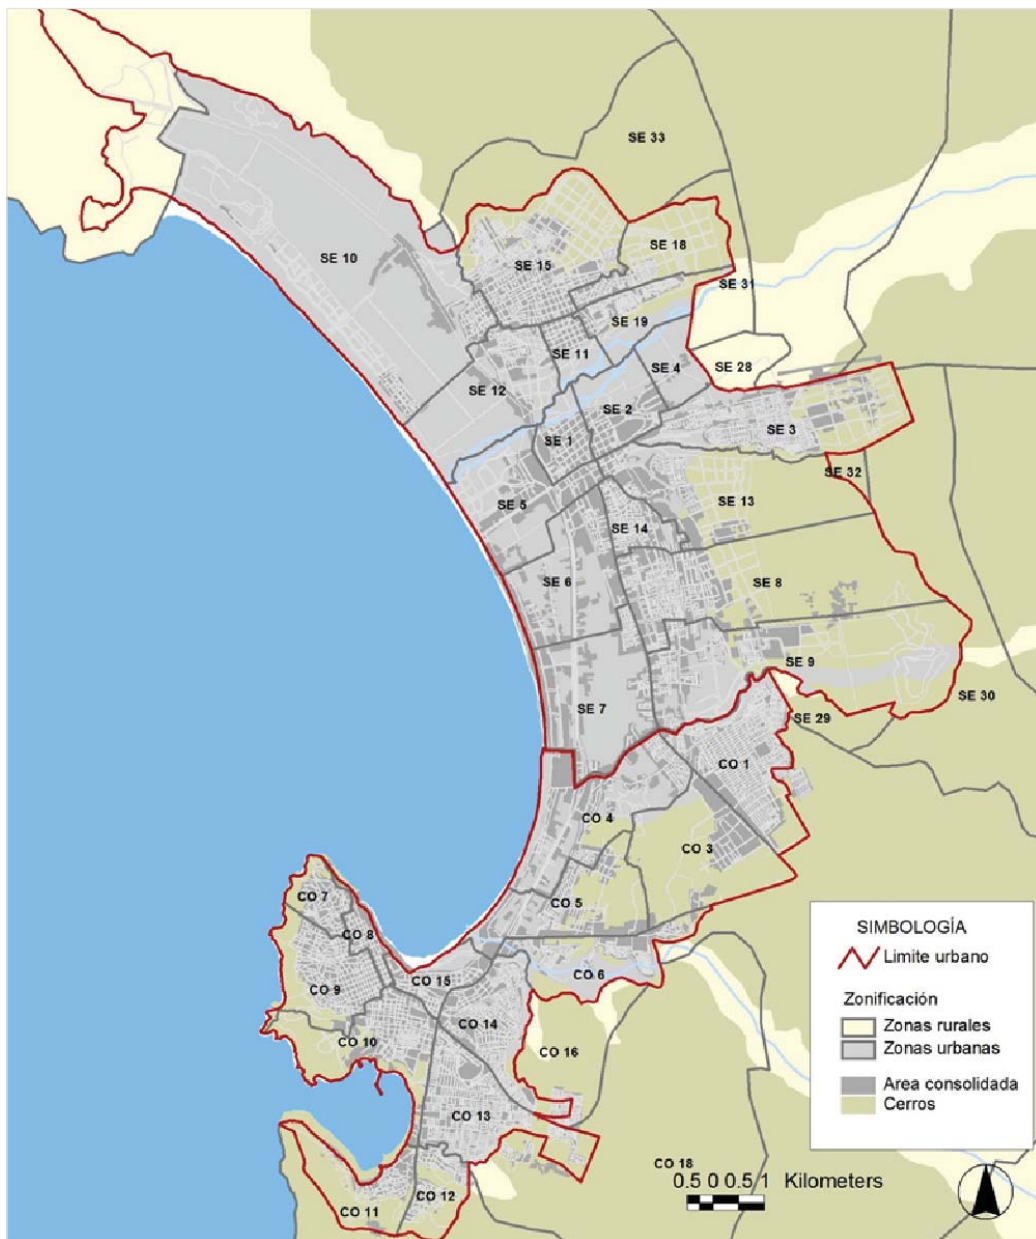 SE 33
SE 18
SE 10
SE 15
SE 31
SE 19
SE 11
SE 28
SE 4
SE 12
SE 2
SE 3
SE 1
SE 32
SE 13
SE 5
SE 14
SE 6
SE 8
SE 9
SE 30
SE 7
SE 29
CO 1
CO 4
CO 3
CO 7
CO 5
CO 8
CO 6
CO 15
CO 9
CO 14
CO 10
CO 16
CO 13
CO 18
CO 12
CO 11
SIMBOLOGÍA
Limite urbano
Zonificación
Zonas rurales
Zonas urbanas
Area consolidada
Cerros
0.5 0 0.5 1 Kilometers